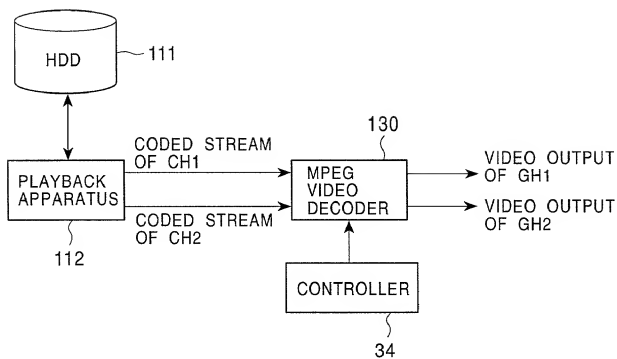 HDD
111
CODED STREAM
OF CH1
130
PLAYBACK
APPARATUS
MPEG
VIDEO
DECODER
VIDEO OUTPUT
OF GH1
VIDEO OUTPUT
OF GH2
CODED STREAM
OF CH2
112
CONTROLLER
34